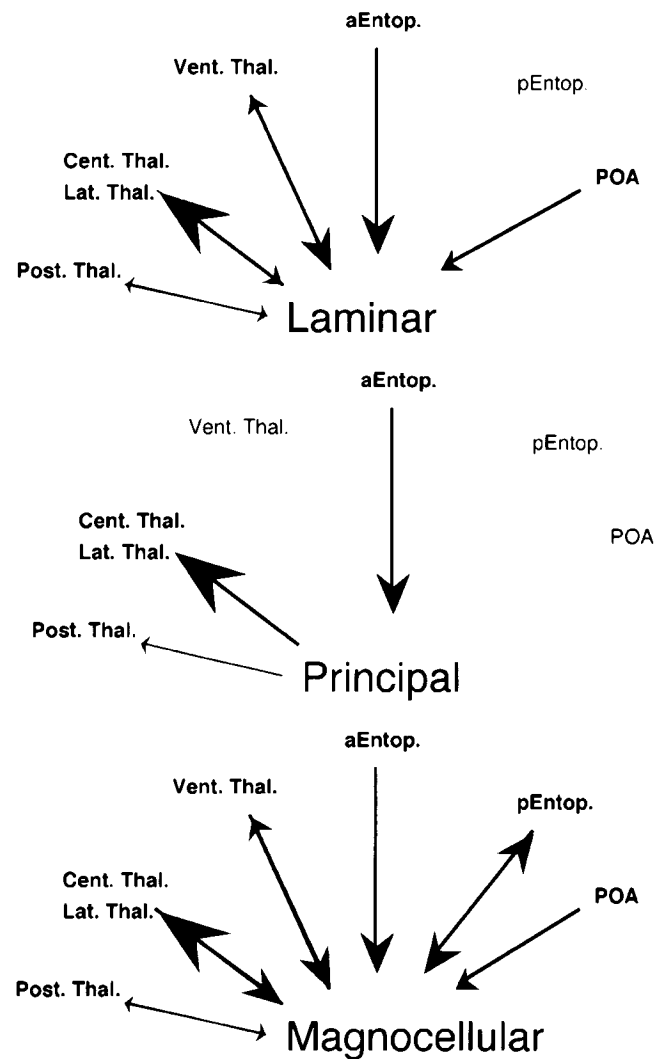 aEntop.
Vent. Thal.
pEntop.
Cent. Thal.
Lat. Thal.
POA
Post. Thal.
Laminar
aEntop.
Vent. Thal.
pEntop.
Cent. Thal.
Lat. Thal.
POA
Post. Thal.
Principal
aEntop.
Vent. Thal.
pEntop.
Cent. Thal.
Lat. Thal.
POA
Post. Thal.
Magnocellular